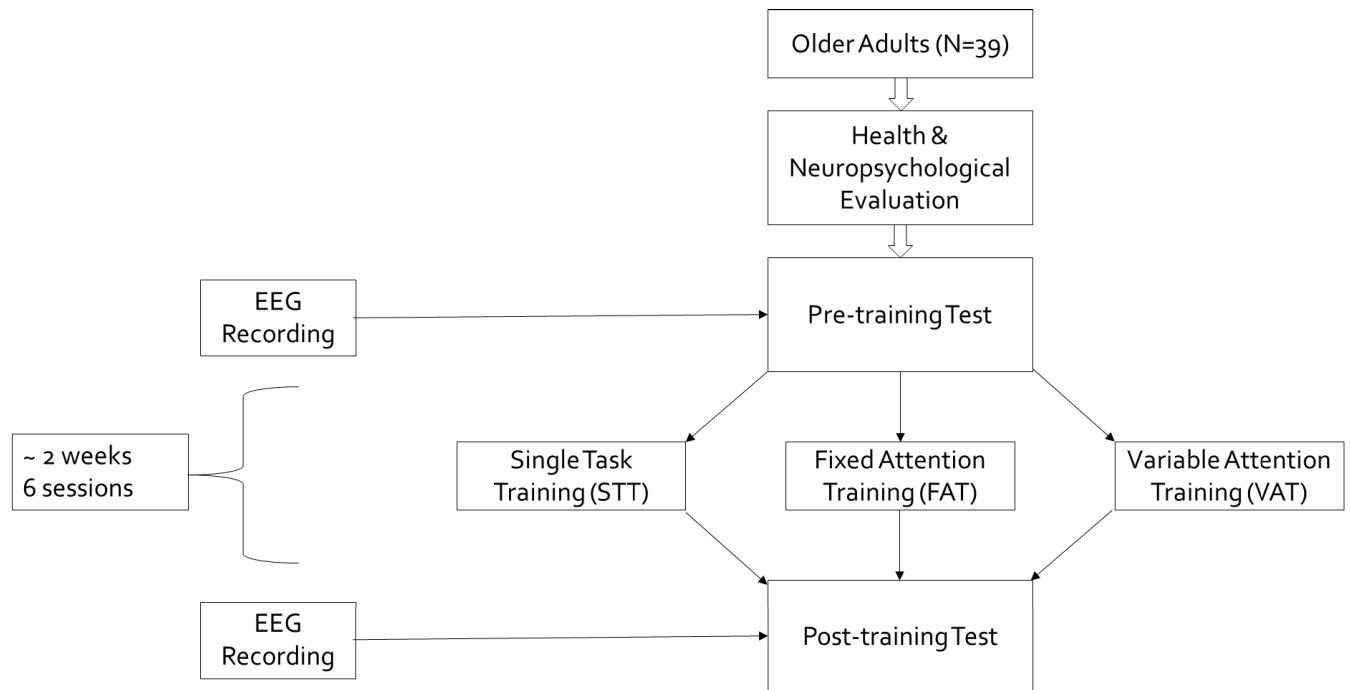 Older Adults (N=39)
Health &
Neuropsychological
Evaluation
EEG
Recording
Pre-training Test
~ 2 weeks
6 sessions
Single Task
Training (STT)
Fixed Attention
Training (FAT)
Variable Attention
Training (VAT)
EEG
Recording
Post-training Test